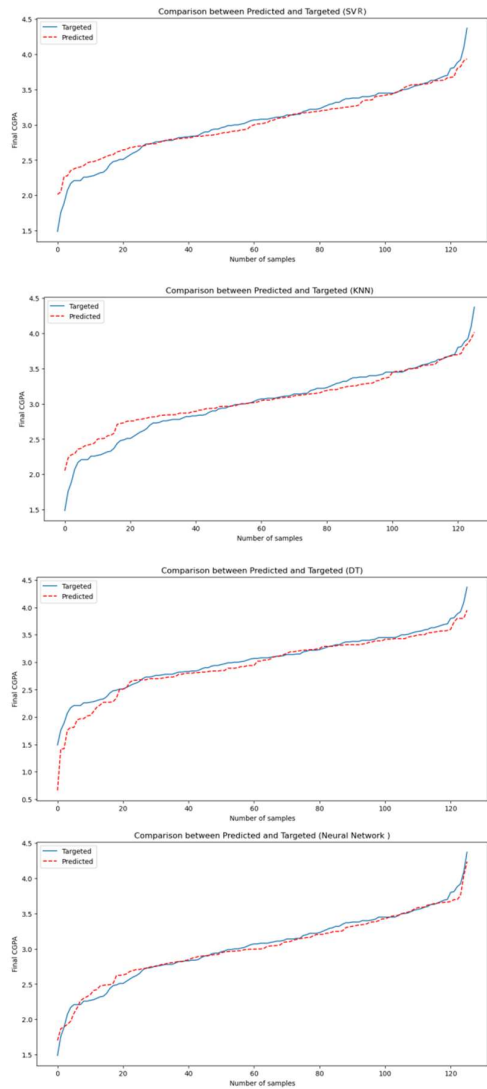 Comparison between Predicted and Targeted (SVR)
4.5
Targeted
Predicted
4.0
3.5
3.0
2.5
2.0
1.5
Final CGPA
0 20 40 60 80 100 120
Number of samples
Comparison between Predicted and Targeted (KNN)
4.5
Targeted
Predicted
4.0
3.5
3.0
2.5
2.0
1.5
Final CGPA
0 20 40 60 80 100 120
Number of samples
Comparison between Predicted and Targeted (DT)
4.5
Targeted
Predicted
4.0
3.5
3.0
2.5
2.0
1.5
1.0
0.5
Final CGPA
0 20 40 60 80 100 120
Number of samples
Comparison between Predicted and Targeted (Neural Network )
4.5
Targeted
Predicted
4.0
3.5
3.0
2.5
2.0
1.5
Final CGPA
0 20 40 60 80 100 120
Number of samples